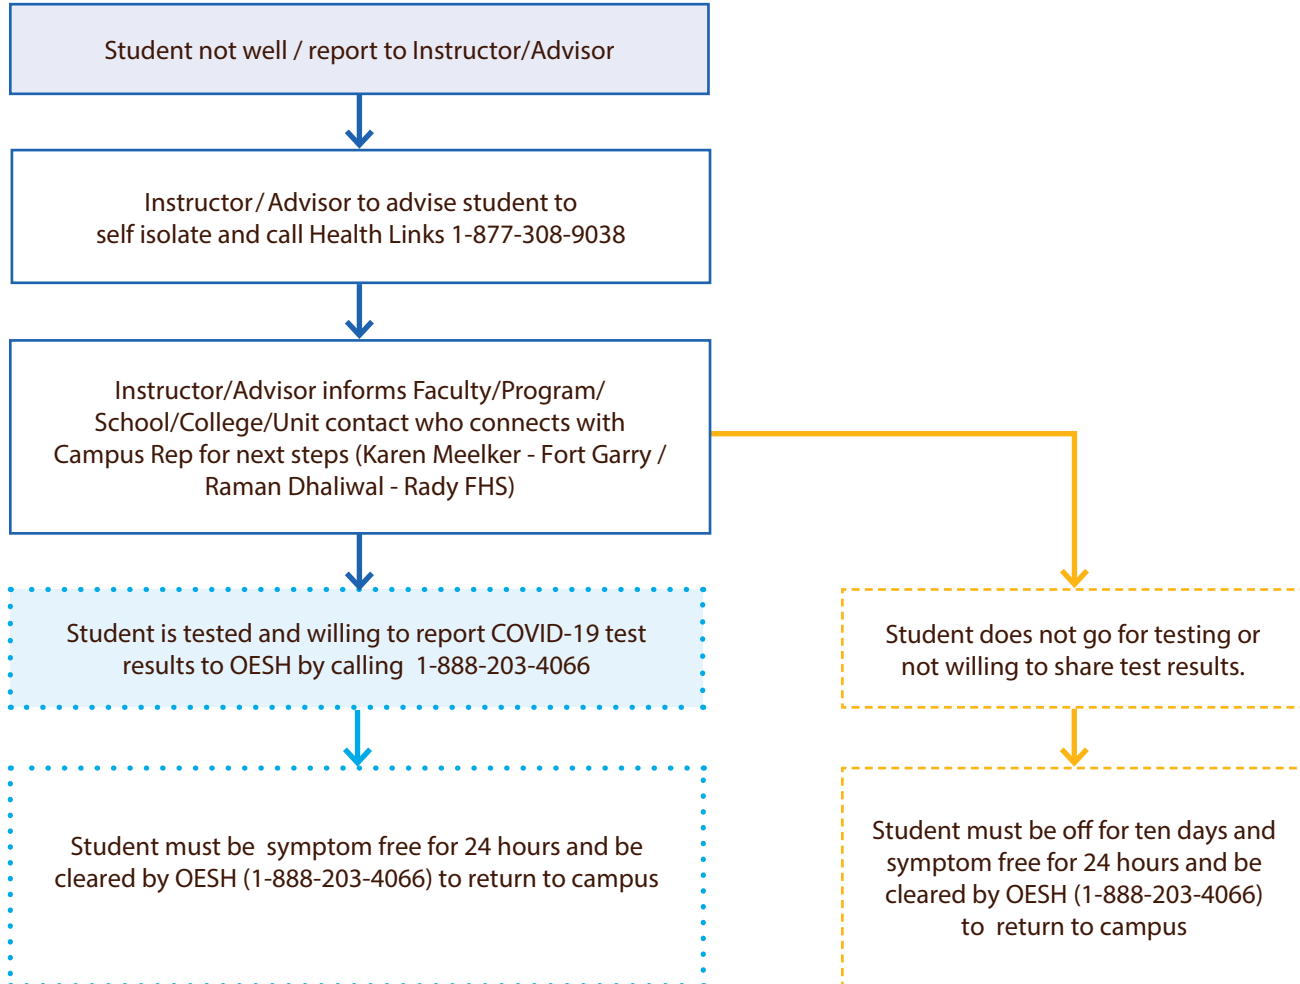 Student not well / report to Instructor/Advisor
Instructor/Advisor to advise student to
self isolate and call Health Links 1-877-308-9038
Instructor/Advisor informs Faculty/Program/
School/College/Unit contact who connects with
Campus Rep for next steps (Karen Meelker - Fort Garry /
Raman Dhaliwal - Rady FHS)
Student is tested and willing to report COVID-19 test
results to OESH by calling 1-888-203-4066
Student does not go for testing or
not willing to share test results.
Student must be symptom free for 24 hours and be
cleared by OESH (1-888-203-4066) to return to campus
Student must be off for ten days and
symptom free for 24 hours and be
cleared by OESH (1-888-203-4066)
to return to campus